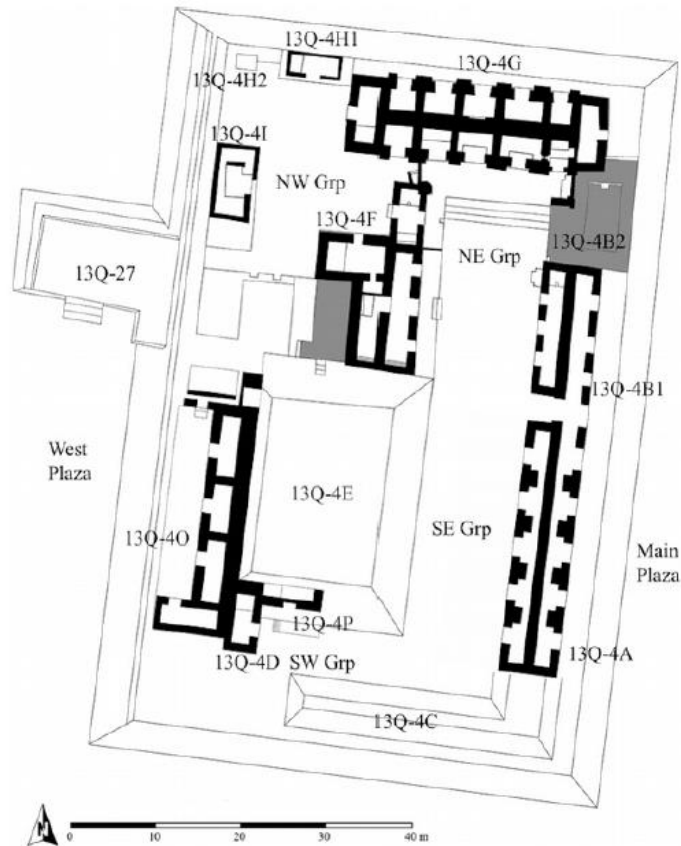 13Q-4H1
13Q-4G
13Q-4H2
13Q-4I
NW Grp
13Q-4F
13Q-4B2
NE Grp
13Q-27
13Q-4B1
West
Plaza
13Q-4E
SE Grp
13Q-4O
Main
Plaza
13Q-4P
13Q-4D
SW Grp
13Q-4A
13Q-4C
N
0
10
20
30
40 m